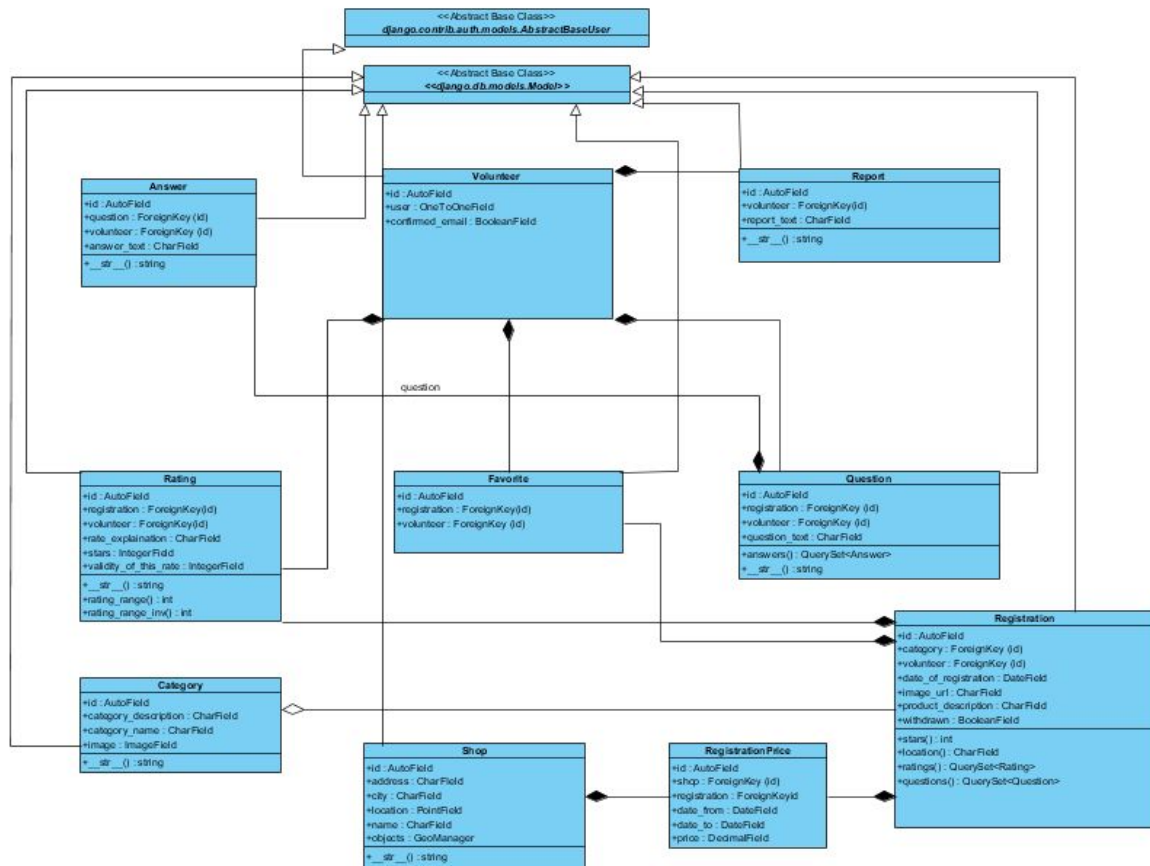 <<Abstract Base Class>>
django.contrib.auth.models.AbstractBaseUser
<<Abstract Base Class>>
<<django.db.models.Model>>
Answer
+id : AutoField
+question : ForeignKey (id)
+volunteer : ForeignKey (id)
+answer_text : CharField
+__str__() : string
Volunteer
+id : AutoField
+user : OneToOneField
+confirmed_email : BooleanField
Report
+id : AutoField
+volunteer : ForeignKey(id)
+report_text : CharField
+__str__() : string
question
Rating
+id : AutoField
+registration : ForeignKey(id)
+volunteer : ForeignKey(id)
+rate_explaination : CharField
+stars : IntegerField
+validity_of_this_rate : IntegerField
+__str__() : string
+rating_range() : int
+rating_range_inv() : int
Favorite
+id : AutoField
+registration : ForeignKey(id)
+volunteer : ForeignKey (id)
Question
+id : AutoField
+registration : ForeignKey (id)
+volunteer : ForeignKey (id)
+question_text : CharField
+answers() : QuerySet<Answer>
+__str__() : string
Registration
+id : AutoField
+category : ForeignKey (id)
+volunteer : ForeignKey (id)
+date_of_registration : DateField
+image_url : CharField
+product_description : CharField
+withdrawn : BooleanField
+stars() : int
+location() : CharField
+ratings() : QuerySet<Rating>
+questions() : QuerySet<Question>
Category
+id : AutoField
+category_description : CharField
+category_name : CharField
+image : ImageField
+__str__() : string
Shop
+id : AutoField
+address : CharField
+city : CharField
+location : PointField
+name : CharField
+objects : GeoManager
+__str__() : string
RegistrationPrice
+id : AutoField
+shop : ForeignKey (id)
+registration : ForeignKeyid
+date_from : DateField
+date_to : DateField
+price : DecimalField